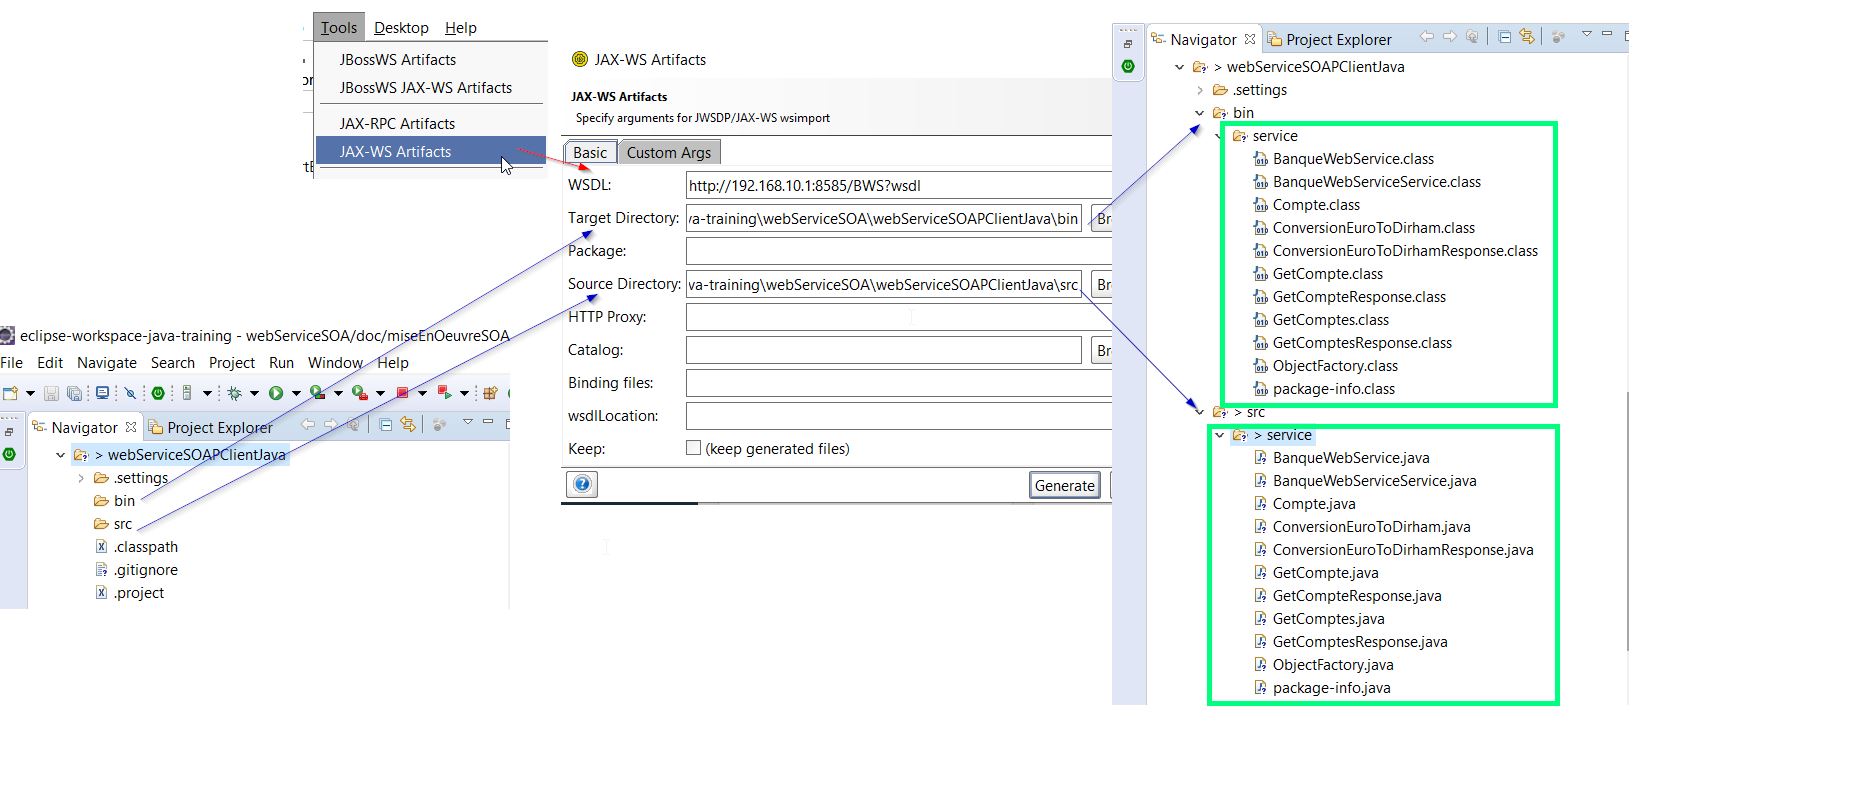 Tools Desktop Help
JBossWS Artifacts
JBossWS JAX-WS Artifacts
JAX-RPC Artifacts
JAX-WS Artifacts
JAX-WS Artifacts
JAX-WS Artifacts
Specify arguments for JWSDP/JAX-WS wsimport
Basic Custom Args
WSDL: http://192.168.10.1:8585/BWS?wsdl
Target Directory: va-training\webServiceSOA\webServiceSOAPClientJava\bin Br
Package:
Source Directory: va-training\webServiceSOA\webServiceSOAPClientJava\src Br
HTTP Proxy:
Catalog: Br
Binding files:
wsdlLocation:
Keep: (keep generated files)
Generate
eclipse-workspace-java-training - webServiceSOA/doc/miseEnOeuvreSOA
File Edit Navigate Search Project Run Window Help
Navigator Project Explorer
> webServiceSOAPClientJava
.settings
bin
src
.classpath
.gitignore
.project
Navigator Project Explorer
> webServiceSOAPClientJava
.settings
bin
service
BanqueWebService.class
BanqueWebServiceService.class
Compte.class
ConversionEuroToDirham.class
ConversionEuroToDirhamResponse.class
GetCompte.class
GetCompteResponse.class
GetComptes.class
GetComptesResponse.class
ObjectFactory.class
package-info.class
> src
> service
BanqueWebService.java
BanqueWebServiceService.java
Compte.java
ConversionEuroToDirham.java
ConversionEuroToDirhamResponse.java
GetCompte.java
GetCompteResponse.java
GetComptes.java
GetComptesResponse.java
ObjectFactory.java
package-info.java